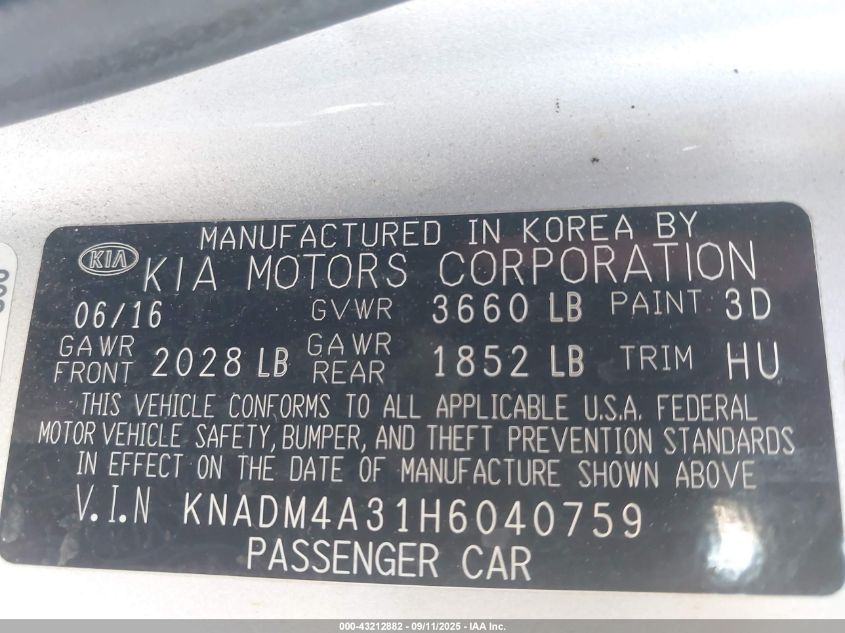 MANUFACTURED IN KOREA BY
KIA KIA MOTORS CORPORATION
06/16 GVWR 3660 LB PAINT 3D
GAWR FRONT 2028 LB GAWR REAR 1852 LB TRIM HU
THIS VEHICLE CONFORMS TO ALL APPLICABLE U.S.A. FEDERAL
MOTOR VEHICLE SAFETY, BUMPER, AND THEFT PREVENTION STANDARDS
IN EFFECT ON THE DATE OF MANUFACTURE SHOWN ABOVE
V.I.N KNADM4A31H6040759
PASSENGER CAR
000-43212882 - 09/11/2025 - IAA Inc.